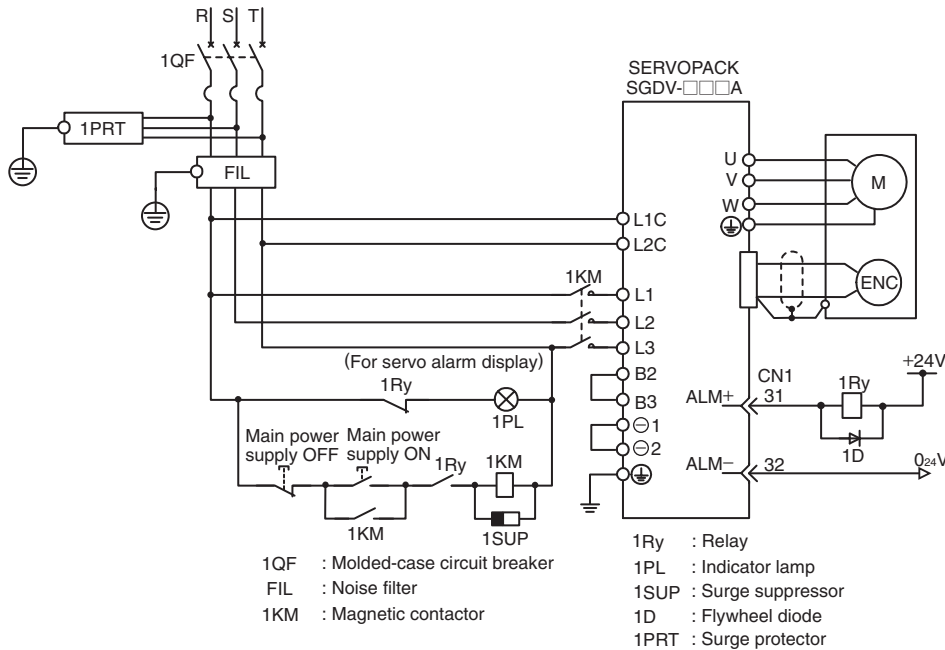 R S T
1QF
SERVOPACK
SGDV-□□□A
1PRT
FIL
U
V
W
M
L1C
L2C
ENC
1KM
L1
L2
L3
(For servo alarm display)
1Ry
1PL
B2
B3
⊖1
⊖2
CN1
ALM+ 31
1Ry
+24V
1D
ALM− 32
024V
Main power
supply OFF
Main power
supply ON
1Ry
1KM
1KM
1SUP
1QF : Molded-case circuit breaker
FIL : Noise filter
1KM : Magnetic contactor
1Ry : Relay
1PL : Indicator lamp
1SUP : Surge suppressor
1D : Flywheel diode
1PRT : Surge protector